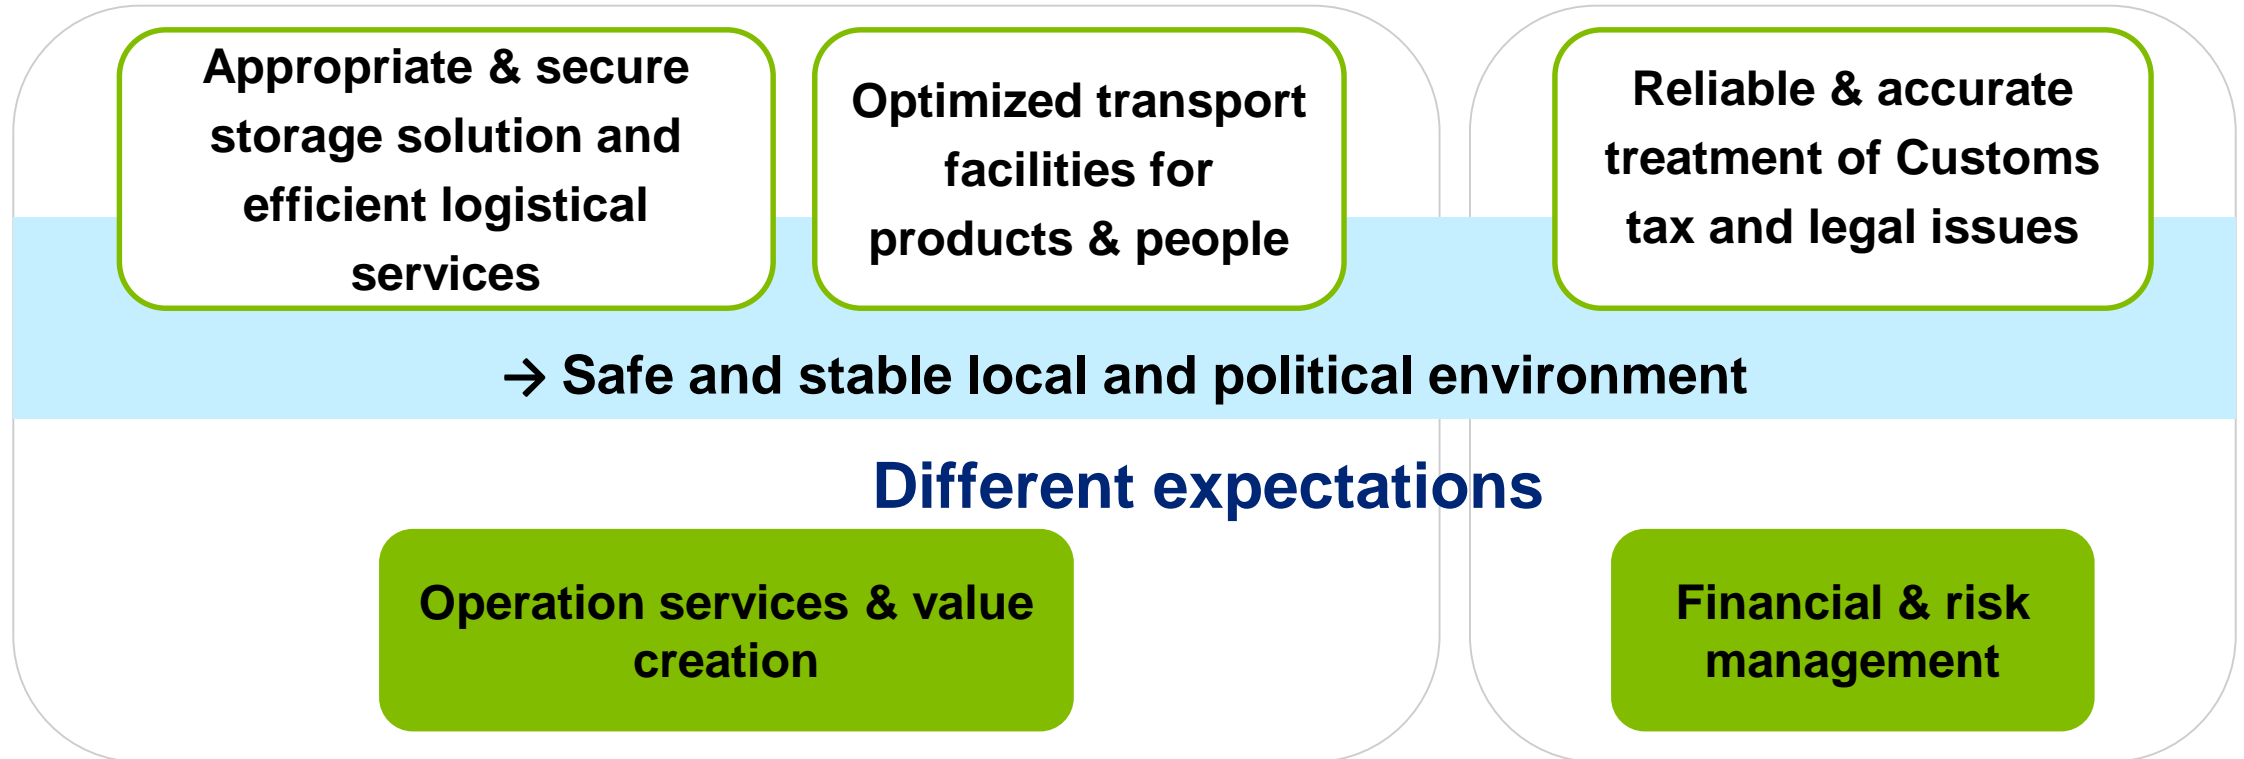 Appropriate & secure
storage solution and
efficient logistical
services
Optimized transport
facilities for
products & people
Reliable & accurate
treatment of Customs
tax and legal issues
→ Safe and stable local and political environment
Different expectations
Operation services & value
creation
Financial & risk
management